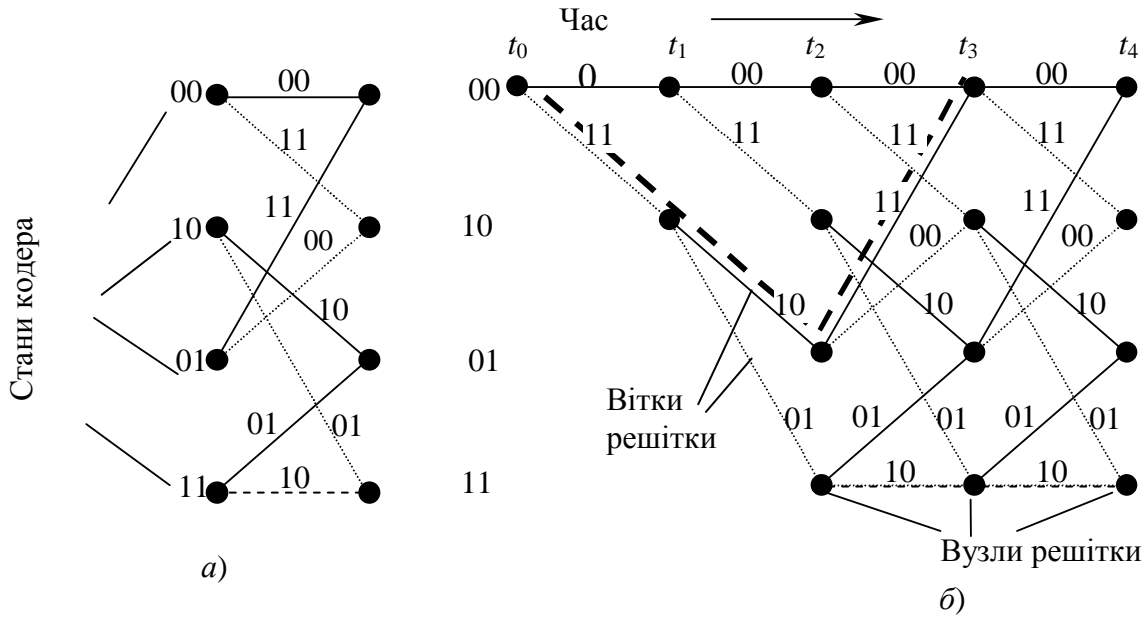 Час
t0 t1 t2 t3 t4
00 00 00 0 00 00 00
11 11 11 11 11
10 11 10 11 11
00 00 00
10 10 10 10
01 01
Стани кодера
Вітки
решітки
01 01 01 01 01 01 01
11 10 11 10 10
Вузли решітки
а) б)